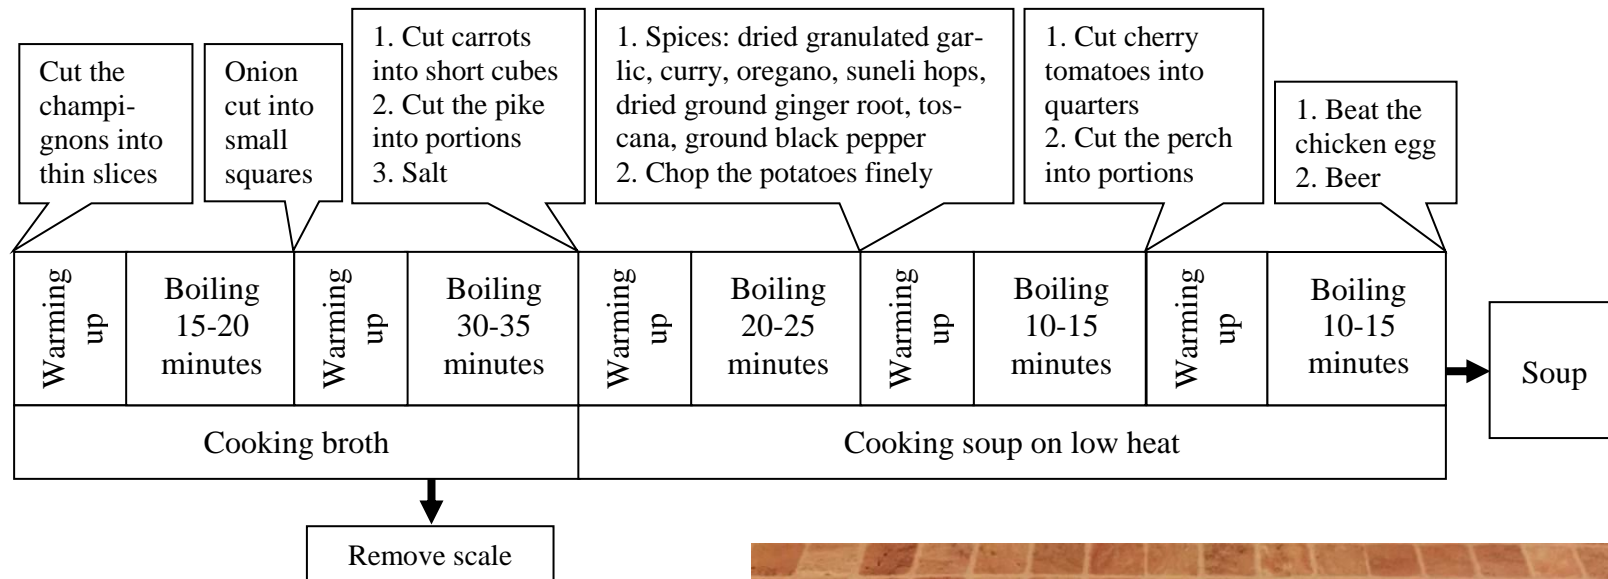 Cut the
champi-
gnons into
thin slices
Onion
cut into
small
squares
1. Cut carrots
into short cubes
2. Cut the pike
into portions
3. Salt
1. Spices: dried granulated gar-
lic, curry, oregano, suneli hops,
dried ground ginger root, tos-
cana, ground black pepper
2. Chop the potatoes finely
1. Cut cherry
tomatoes into
quarters
2. Cut the perch
into portions
1. Beat the
chicken egg
2. Beer
Warming
up
Boiling
15-20
minutes
Warming
up
Boiling
30-35
minutes
Warming
up
Boiling
20-25
minutes
Warming
up
Boiling
10-15
minutes
Warming
up
Boiling
10-15
minutes
Soup
Cooking broth
Cooking soup on low heat
Remove scale